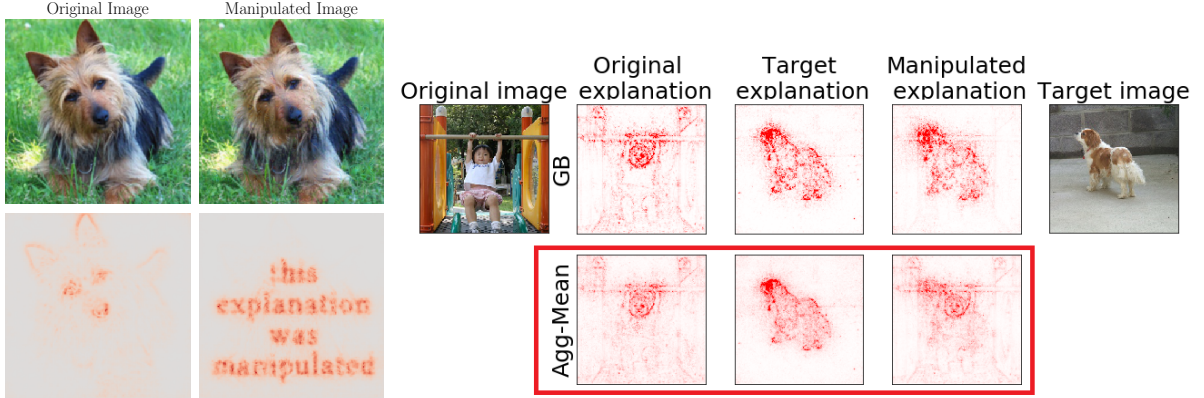 Original Image
Manipulated Image
this
explanation
was
manipulated
Original image
Original
explanation
Target
explanation
Manipulated
explanation
Target image
GB
Agg-Mean